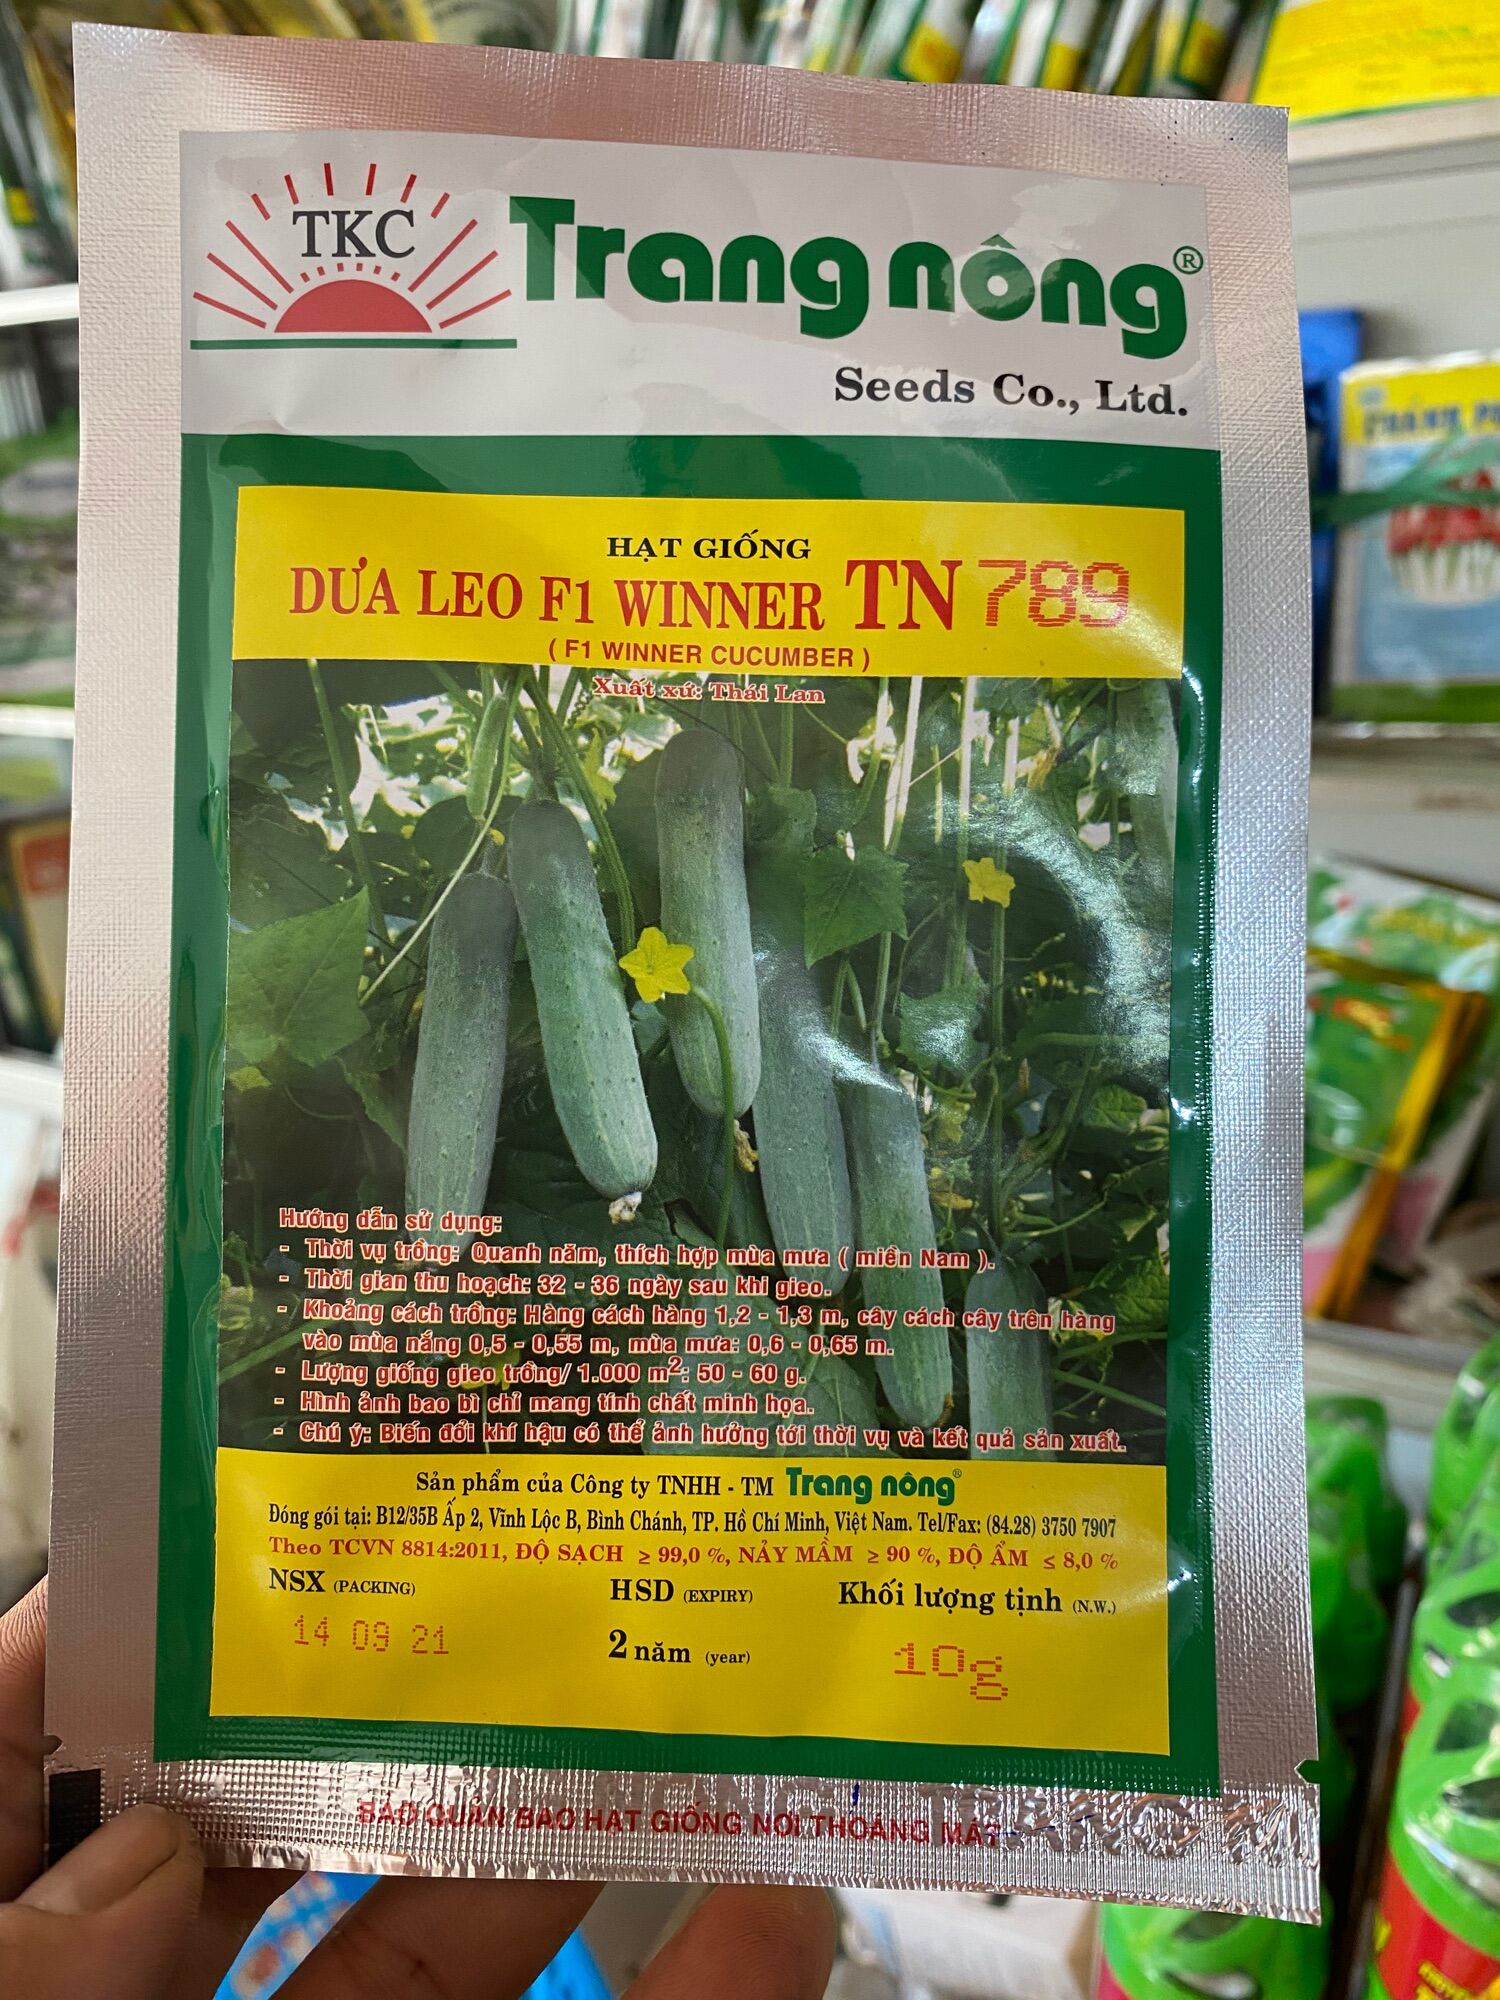 TKC
Trang nông®
Seeds Co., Ltd.
HẠT GIỐNG
DƯA LEO F1 WINNER TN 789
( F1 WINNER CUCUMBER )
Xuất xứ: Thái Lan
Hướng dẫn sử dụng:
- Thời vụ trồng: Quanh năm, thích hợp mùa mưa ( miền Nam ).
- Thời gian thu hoạch: 32 - 36 ngày sau khi gieo.
- Khoảng cách trồng: Hàng cách hàng 1,2 - 1,3 m, cây cách cây trên hàng
vào mùa nắng 0,5 - 0,55 m, mùa mưa: 0,6 - 0,65 m.
- Lượng giống gieo trồng/ 1.000 m²: 50 - 60 g.
- Hình ảnh bao bì chỉ mang tính chất minh họa.
- Chú ý: Biến đổi khí hậu có thể ảnh hưởng tới thời vụ và kết quả sản xuất.
Sản phẩm của Công ty TNHH - TM Trang nông®
Đóng gói tại: B12/35B Ấp 2, Vĩnh Lộc B, Bình Chánh, TP. Hồ Chí Minh, Việt Nam. Tel/Fax: (84.28) 3750 7907
Theo TCVN 8814:2011, ĐỘ SẠCH ≥ 99,0 %, NẢY MẦM ≥ 90 %, ĐỘ ẨM ≤ 8,0 %
NSX (PACKING) HSD (EXPIRY) Khối lượng tịnh (N.W.)
14 09 21 2 năm (year) 10g
BẢO QUẢN BAO HẠT GIỐNG NƠI THOÁNG MÁT